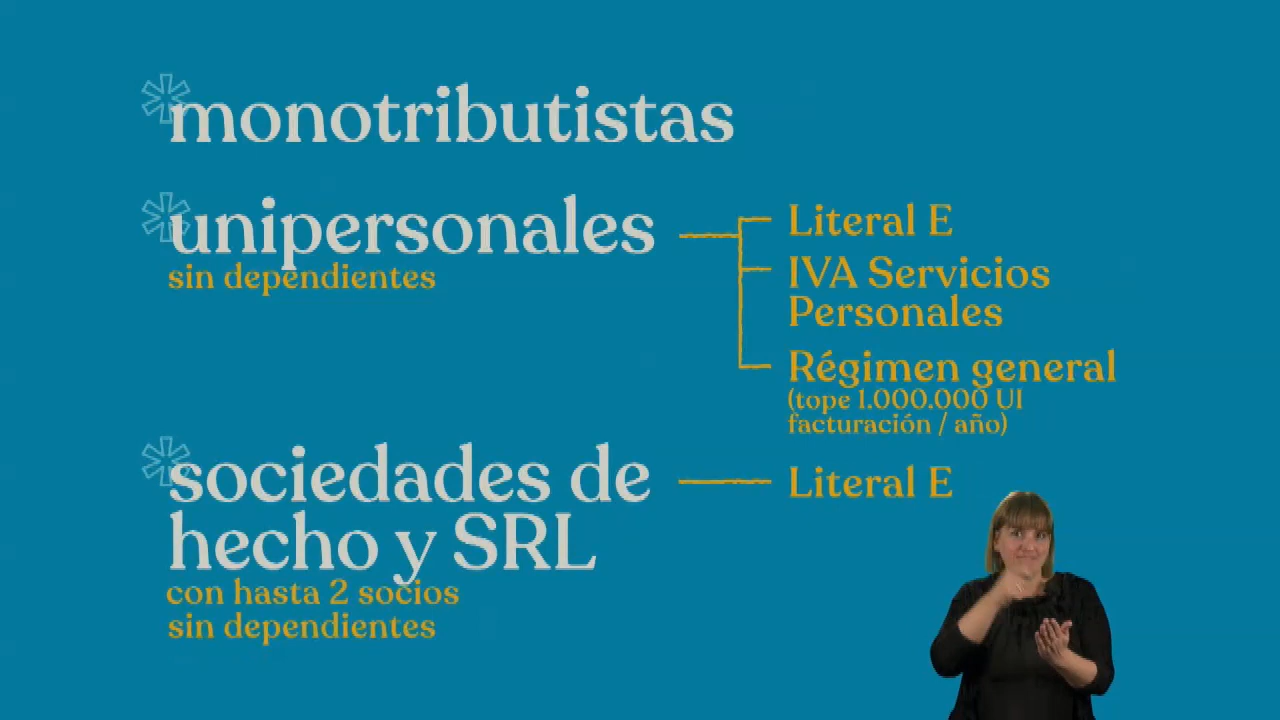 *monotributistas
*unipersonales
sin dependientes
Literal E
IVA Servicios
Personales
Régimen general
(tope 1.000.000 UI
facturación / año)
*sociedades de
hecho y SRL
con hasta 2 socios
sin dependientes
Literal E